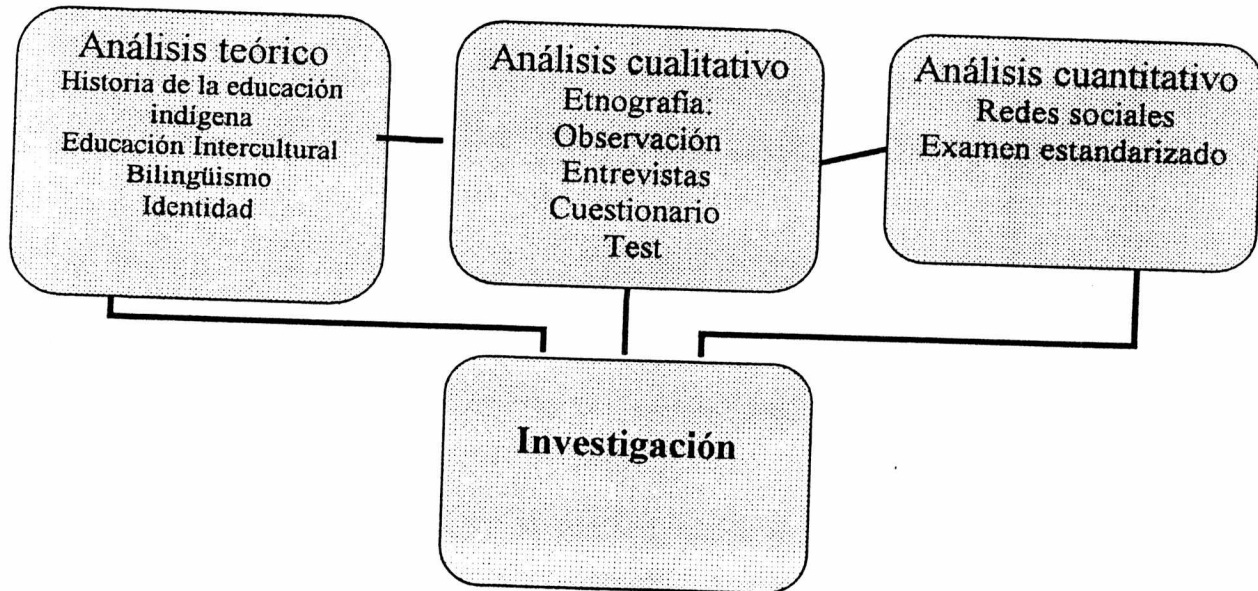 Análisis teórico
Historia de la educación
indígena
Educación Intercultural
Bilingüismo
Identidad
Análisis cualitativo
Etnografía:
Observación
Entrevistas
Cuestionario
Test
Análisis cuantitativo
Redes sociales
Examen estandarizado
Investigación